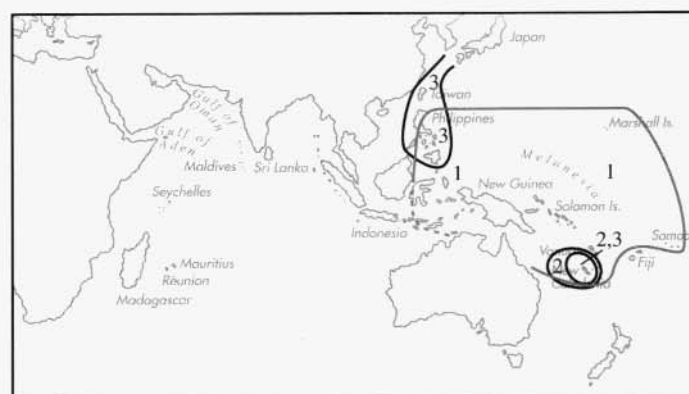 Japan
3
Taiwan
Gulf of Oman
Gulf of Aden
Philippines
3
Marshall Is.
Maldives
Sri Lanka
Melanesia
1
1
New Guinea
Seychelles
Solomon Is.
Indonesia
2,3
Samoa
Mauritius
2
Fiji
Réunion
New
Madagascar